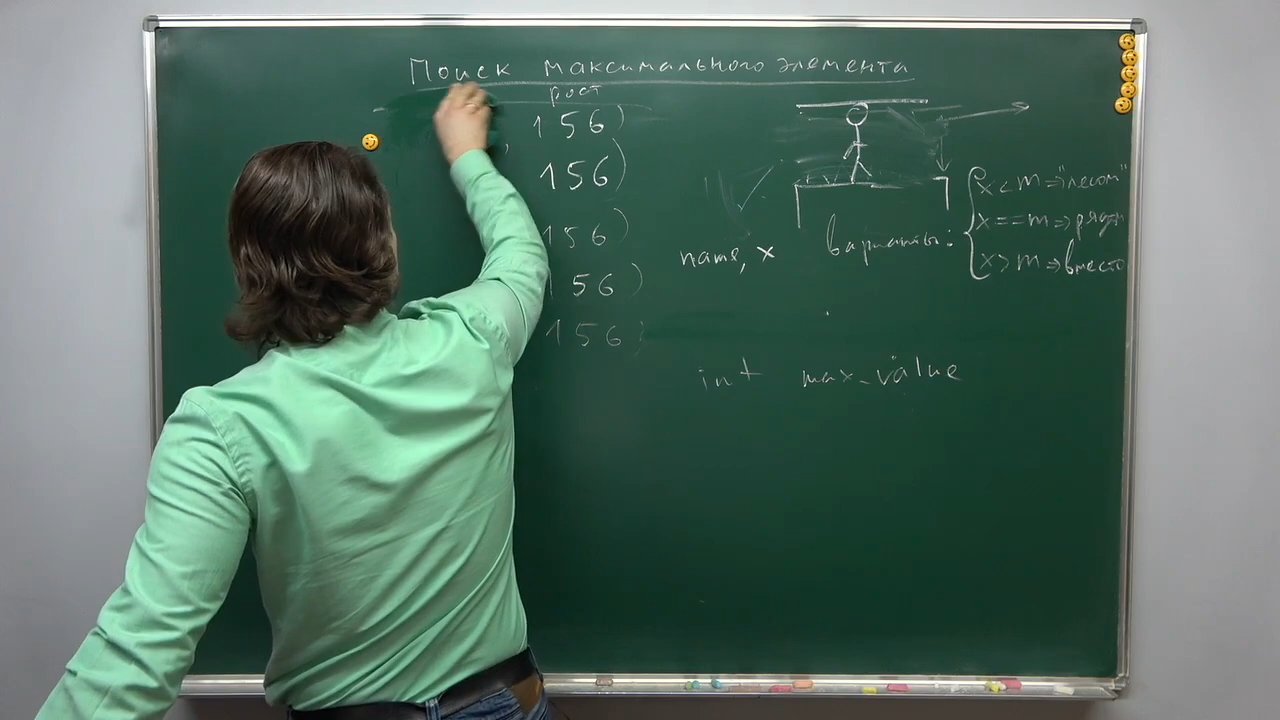 Поиск максимального элемента
рост
, 156)
156)
156)
156)
156)
name, x
варианты:
x < m ⇒ "лесом"
x == m ⇒ рядом
x > m ⇒ вместо
int max_value